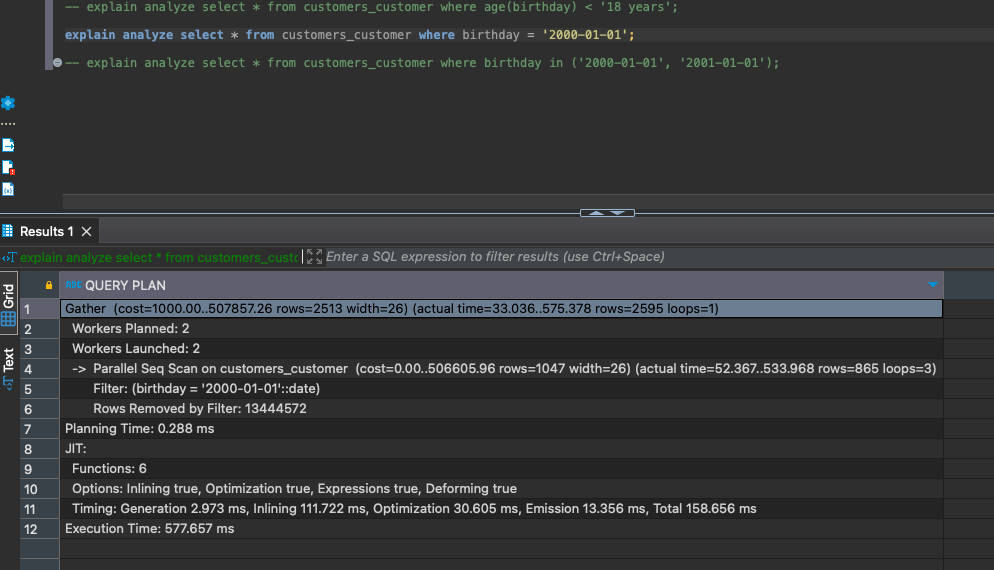 -- explain analyze select * from customers_customer where age(birthday) < '18 years';
explain analyze select * from customers_customer where birthday = '2000-01-01';
-- explain analyze select * from customers_customer where birthday in ('2000-01-01', '2001-01-01');
Results 1
explain analyze select * from customers_custo
Enter a SQL expression to filter results (use Ctrl+Space)
Grid
Text
ABC QUERY PLAN
1 Gather (cost=1000.00..507857.26 rows=2513 width=26) (actual time=33.036..575.378 rows=2595 loops=1)
2 Workers Planned: 2
3 Workers Launched: 2
4 -> Parallel Seq Scan on customers_customer (cost=0.00..506605.96 rows=1047 width=26) (actual time=52.367..533.968 rows=865 loops=3)
5 Filter: (birthday = '2000-01-01'::date)
6 Rows Removed by Filter: 13444572
7 Planning Time: 0.288 ms
8 JIT:
9 Functions: 6
10 Options: Inlining true, Optimization true, Expressions true, Deforming true
11 Timing: Generation 2.973 ms, Inlining 111.722 ms, Optimization 30.605 ms, Emission 13.356 ms, Total 158.656 ms
12 Execution Time: 577.657 ms